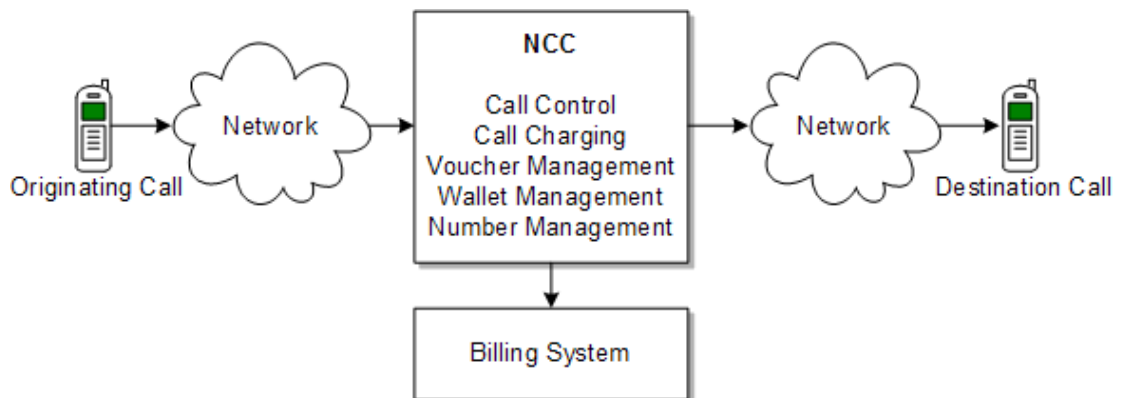 NCC
Call Control
Call Charging
Voucher Management
Wallet Management
Number Management
Network
Network
Originating Call
Destination Call
Billing System